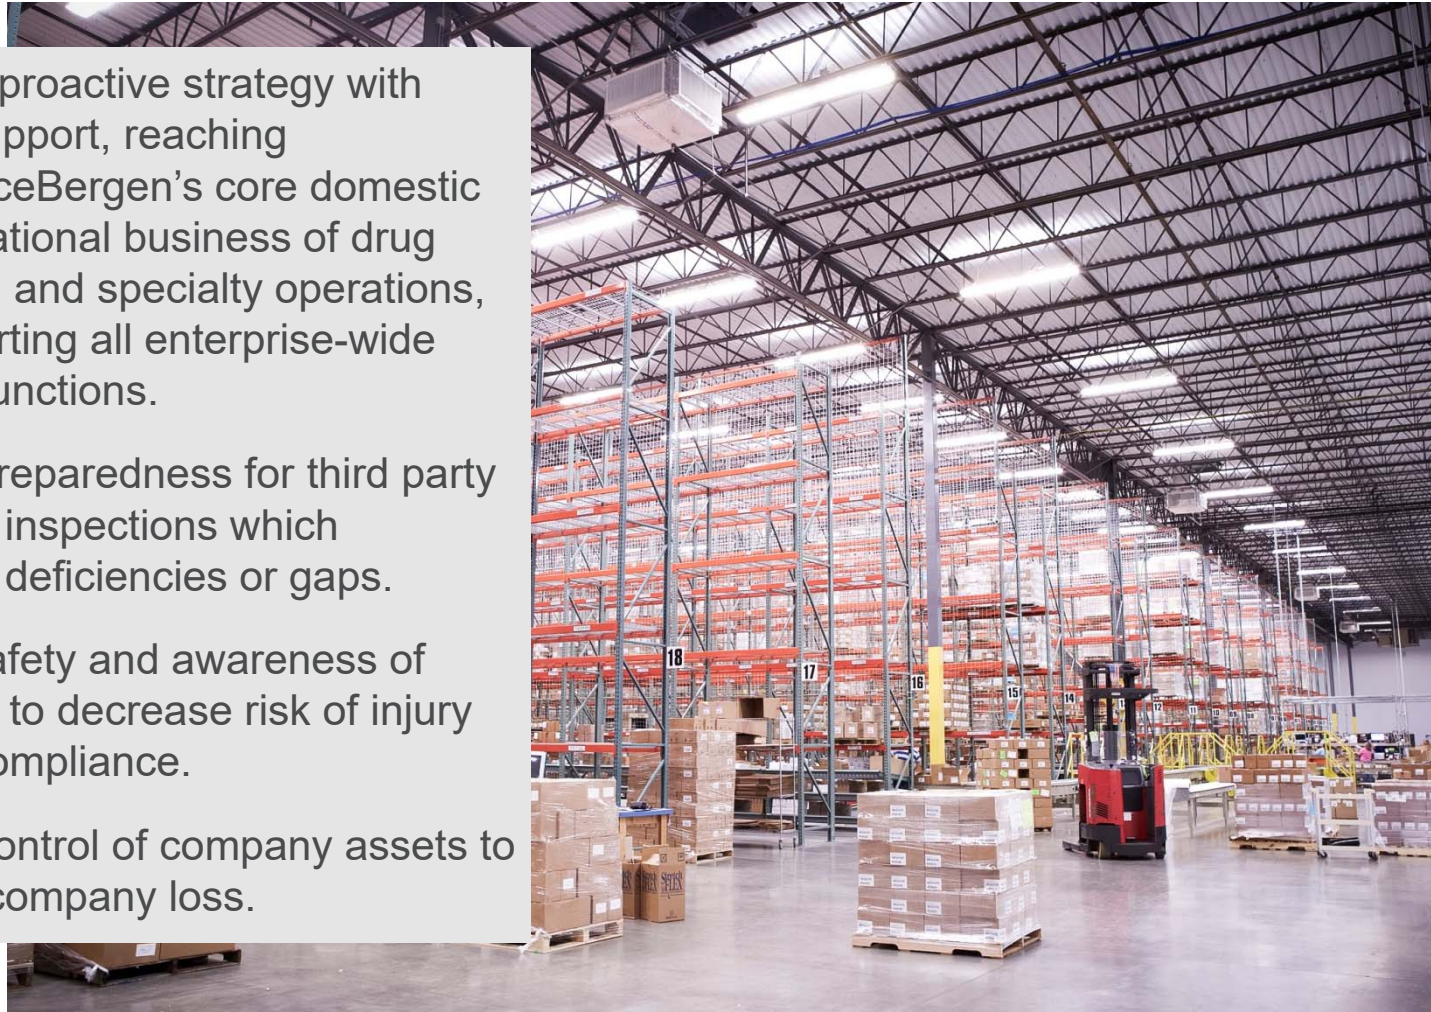 proactive strategy with
pport, reaching
ceBergen’s core domestic
ational business of drug
and specialty operations,
rting all enterprise-wide
unctions.
reparedness for third party
inspections which
deficiencies or gaps.
afety and awareness of
to decrease risk of injury
ompliance.
ontrol of company assets to
company loss.
18
17
16
15
14
12
11